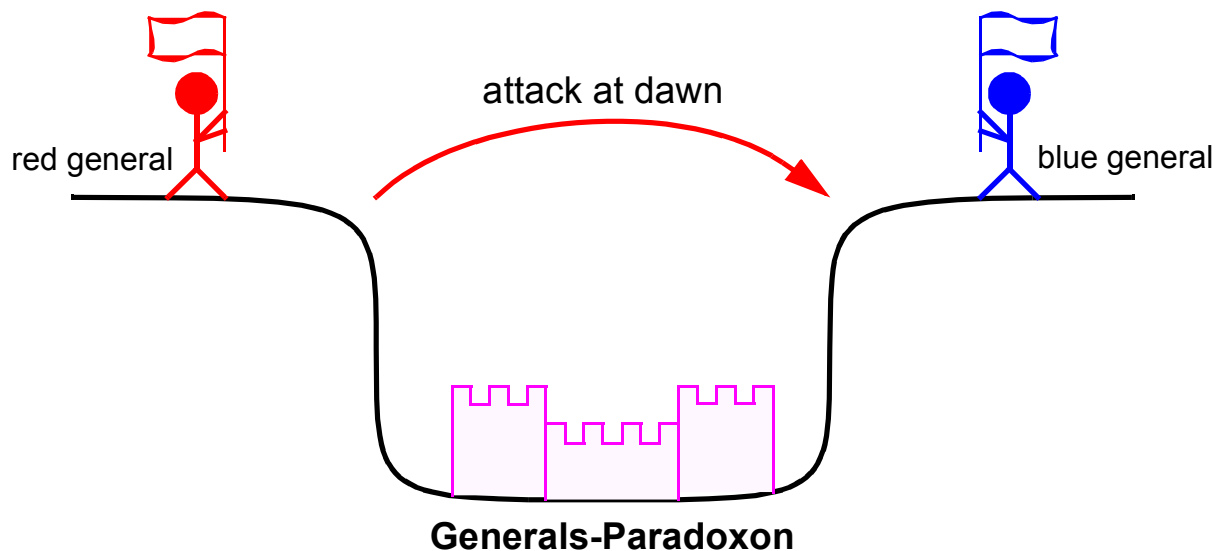 attack at dawn
red general
blue general
Generals-Paradoxon